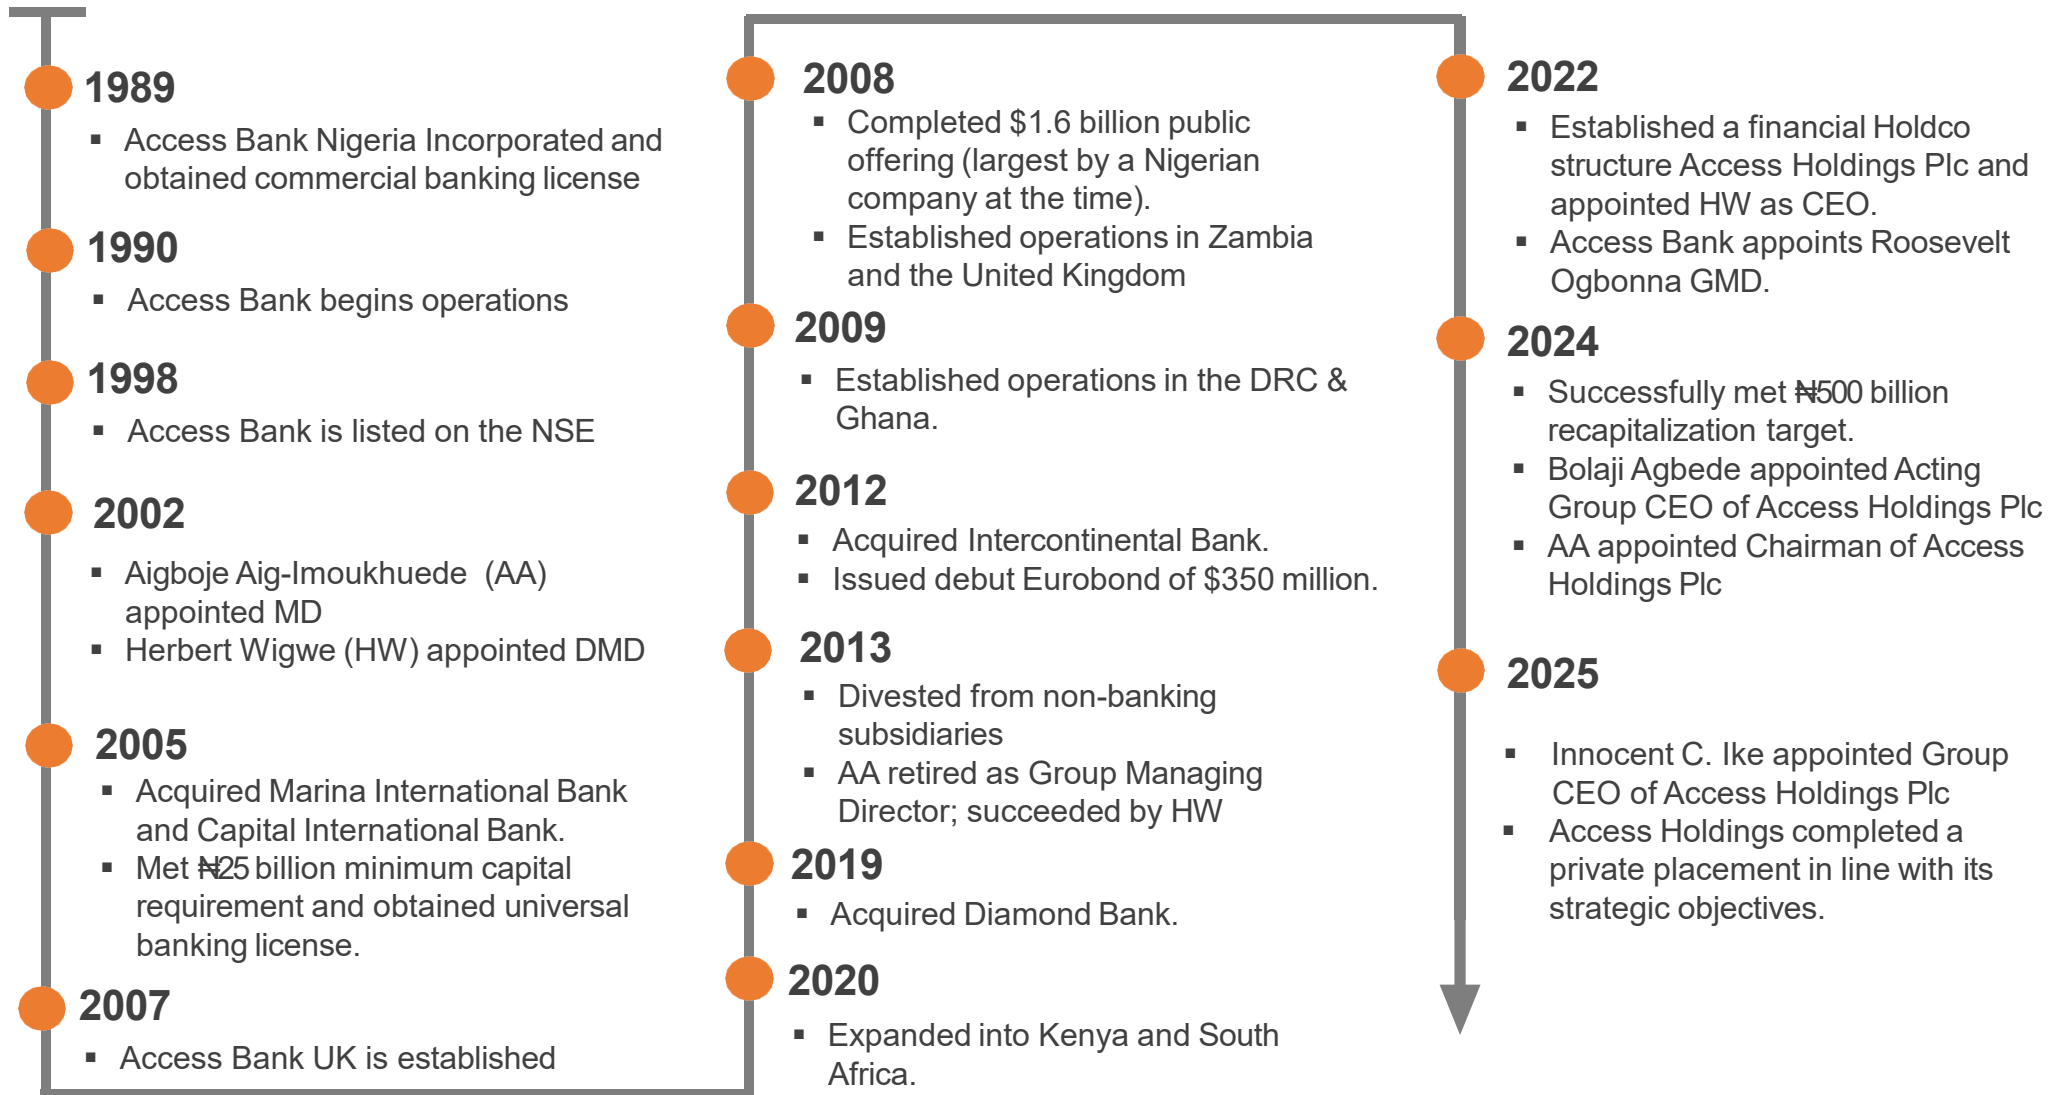 1989
▪ Access Bank Nigeria Incorporated and
obtained commercial banking license
1990
▪ Access Bank begins operations
1998
▪ Access Bank is listed on the NSE
2002
▪ Aigboje Aig-Imoukhuede (AA)
appointed MD
▪ Herbert Wigwe (HW) appointed DMD
2005
▪ Acquired Marina International Bank
and Capital International Bank.
▪ Met ₦25 billion minimum capital
requirement and obtained universal
banking license.
2007
▪ Access Bank UK is established
2008
▪ Completed $1.6 billion public
offering (largest by a Nigerian
company at the time).
▪ Established operations in Zambia
and the United Kingdom
2009
▪ Established operations in the DRC &
Ghana.
2012
▪ Acquired Intercontinental Bank.
▪ Issued debut Eurobond of $350 million.
2013
▪ Divested from non-banking
subsidiaries
▪ AA retired as Group Managing
Director; succeeded by HW
2019
▪ Acquired Diamond Bank.
2020
▪ Expanded into Kenya and South
Africa.
2022
▪ Established a financial Holdco
structure Access Holdings Plc and
appointed HW as CEO.
▪ Access Bank appoints Roosevelt
Ogbonna GMD.
2024
▪ Successfully met ₦500 billion
recapitalization target.
▪ Bolaji Agbede appointed Acting
Group CEO of Access Holdings Plc
▪ AA appointed Chairman of Access
Holdings Plc
2025
▪ Innocent C. Ike appointed Group
CEO of Access Holdings Plc
▪ Access Holdings completed a
private placement in line with its
strategic objectives.